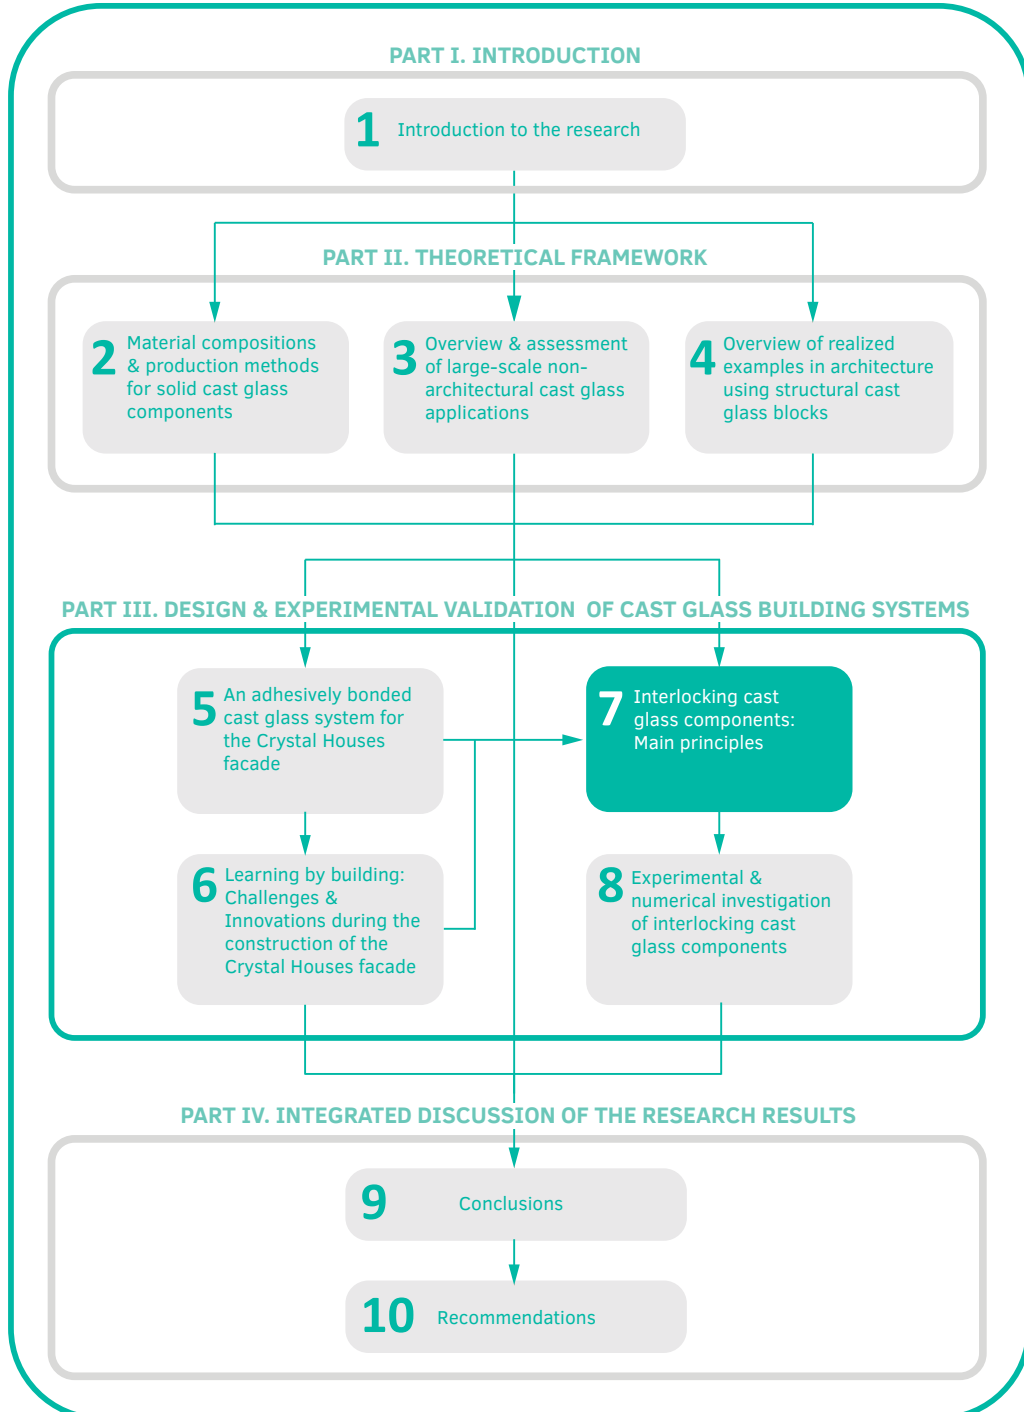 PART I. INTRODUCTION
1 Introduction to the research
PART II. THEORETICAL FRAMEWORK
2 Material compositions
& production methods
for solid cast glass
components
3 Overview & assessment
of large-scale non-
architectural cast glass
applications
4 Overview of realized
examples in architecture
using structural cast
glass blocks
PART III. DESIGN & EXPERIMENTAL VALIDATION OF CAST GLASS BUILDING SYSTEMS
5 An adhesively bonded
cast glass system for
the Crystal Houses
facade
7 Interlocking cast
glass components:
Main principles
6 Learning by building:
Challenges &
Innovations during the
construction of the
Crystal Houses facade
8 Experimental &
numerical investigation
of interlocking cast
glass components
PART IV. INTEGRATED DISCUSSION OF THE RESEARCH RESULTS
9 Conclusions
10 Recommendations